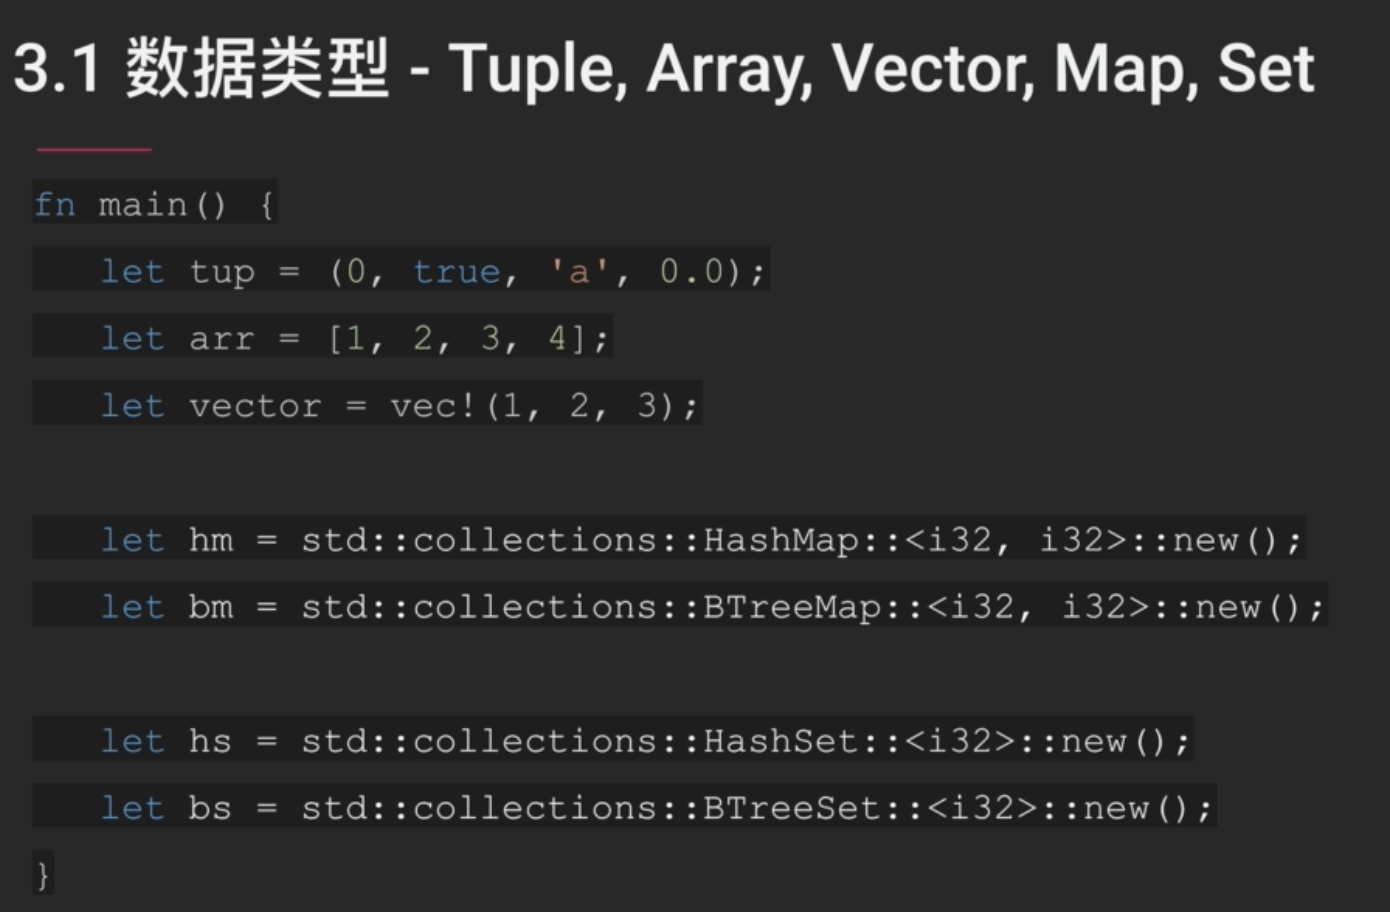 3.1 数据类型 - Tuple, Array, Vector, Map, Set
fn main() {
    let tup = (0, true, 'a', 0.0);
    let arr = [1, 2, 3, 4];
    let vector = vec!(1, 2, 3);
    let hm = std::collections::HashMap::<i32, i32>::new();
    let bm = std::collections::BTreeMap::<i32, i32>::new();
    let hs = std::collections::HashSet::<i32>::new();
    let bs = std::collections::BTreeSet::<i32>::new();
}